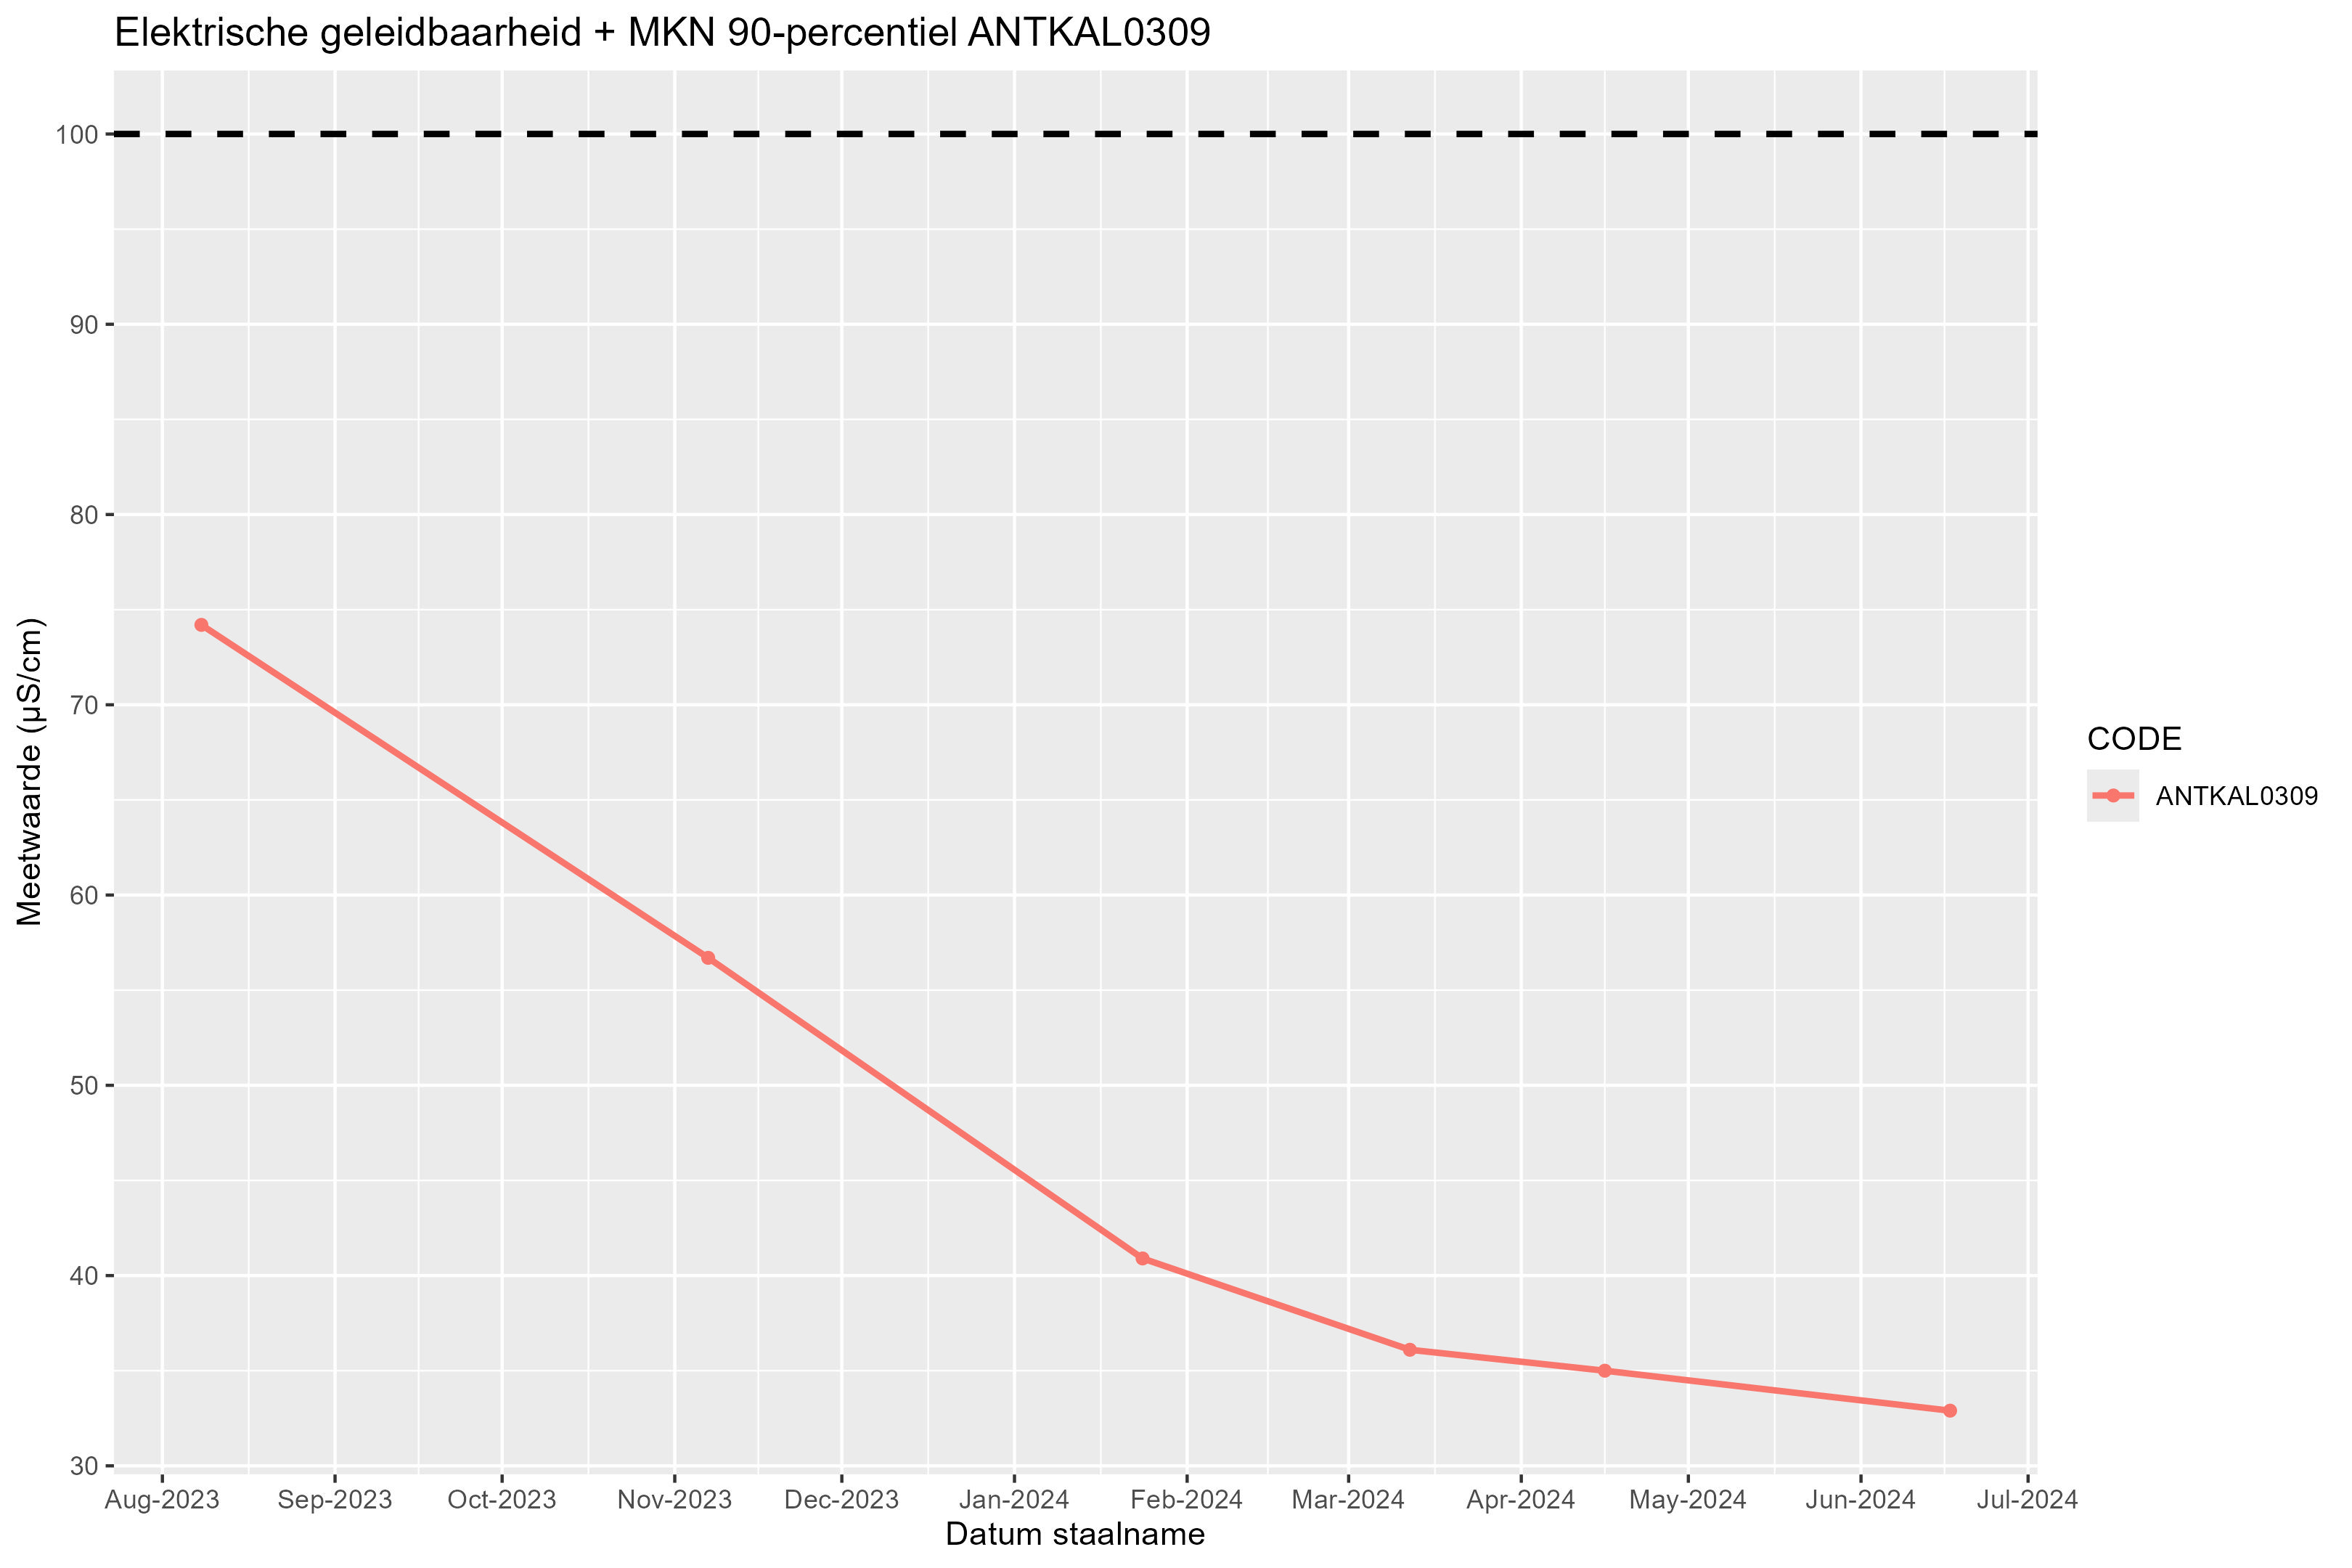 Elektrische geleidbaarheid + MKN 90-percentiel ANTKAL0309
Meetwaarde (µS/cm)
100
90
80
70
60
50
40
30
Aug-2023 Sep-2023 Oct-2023 Nov-2023 Dec-2023 Jan-2024 Feb-2024 Mar-2024 Apr-2024 May-2024 Jun-2024 Jul-2024
Datum staalname
CODE
ANTKAL0309